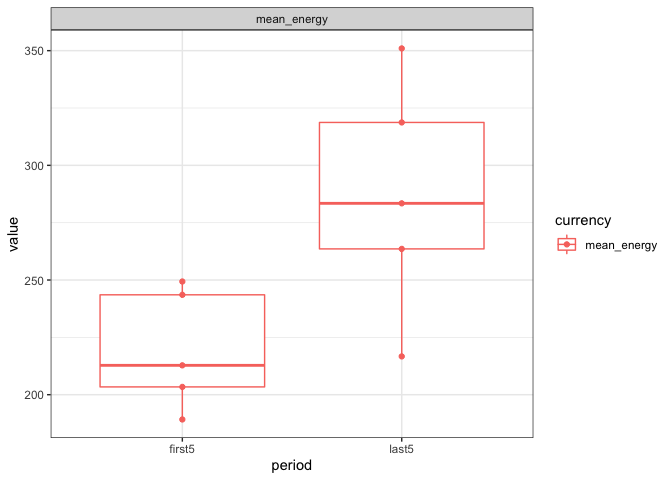 mean_energy
350
300
250
200
value
first5
last5
period
currency
mean_energy